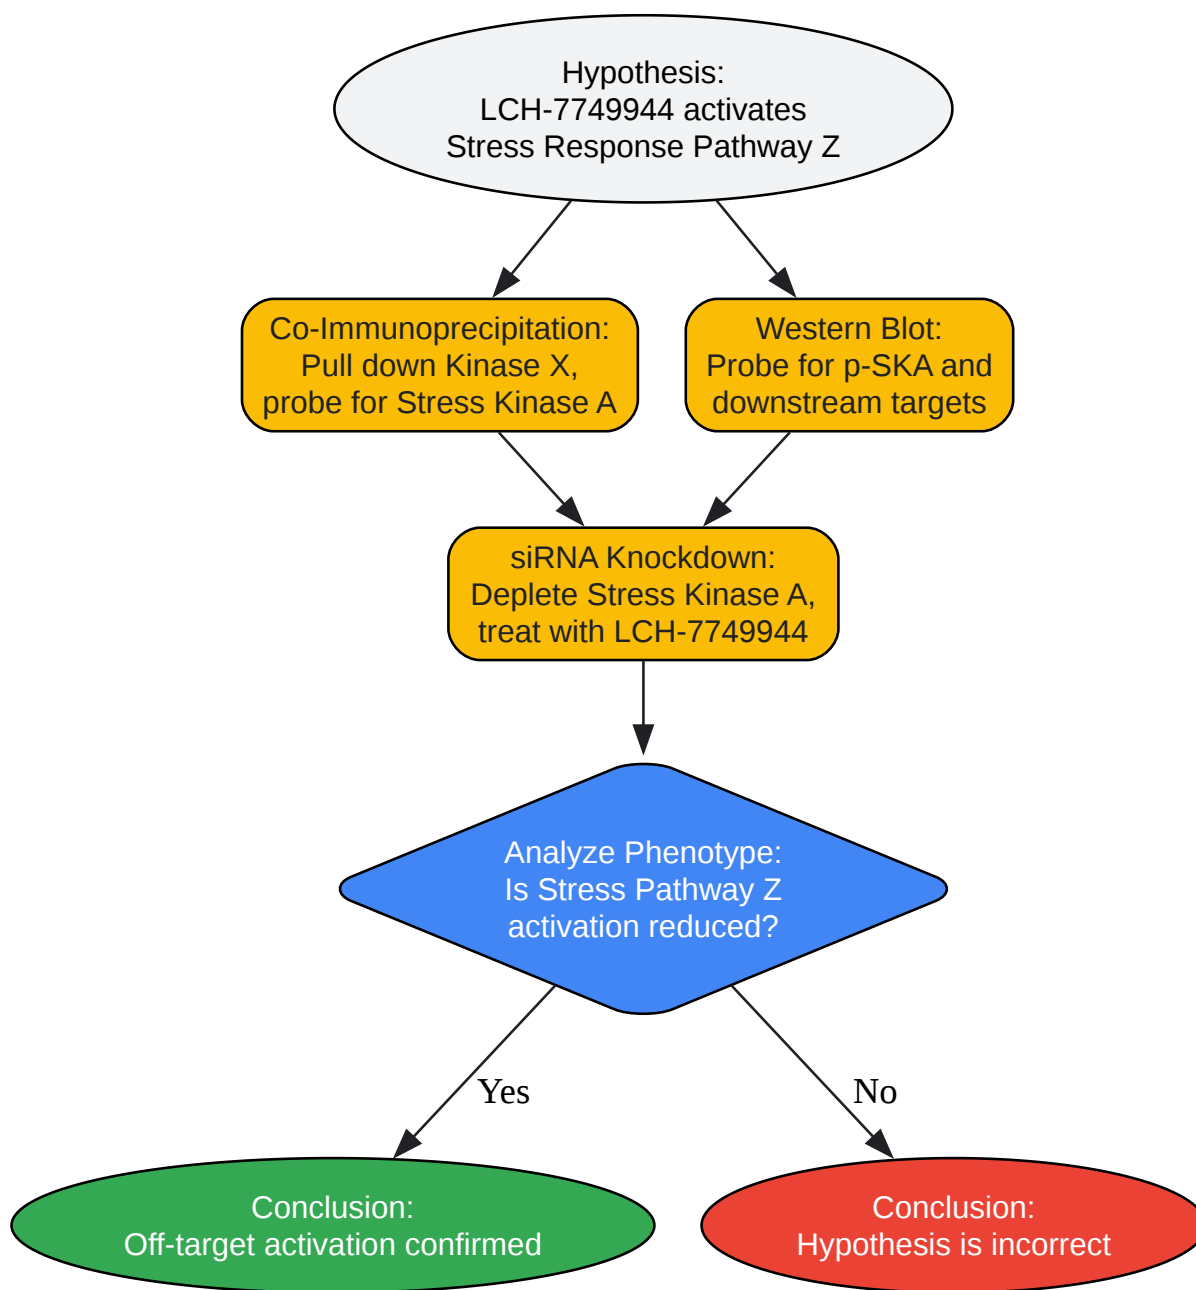 Hypothesis:
LCH-7749944 activates
Stress Response Pathway Z
Co-Immunoprecipitation:
Pull down Kinase X,
probe for Stress Kinase A
Western Blot:
Probe for p-SKA and
downstream targets
siRNA Knockdown:
Deplete Stress Kinase A,
treat with LCH-7749944
Analyze Phenotype:
Is Stress Pathway Z
activation reduced?
Yes
No
Conclusion:
Off-target activation confirmed
Conclusion:
Hypothesis is incorrect